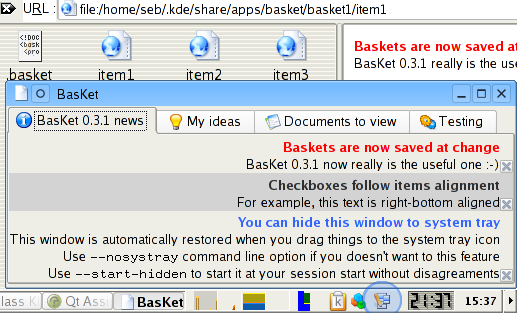 URL : file:/home/seb/.kde/share/apps/basket/basket1/item1
<!DOC
<bask
<pro
.basket item1 item2 item3
Baskets are now saved at
BasKet 0.3.1 really is the use
BasKet
BasKet 0.3.1 news My ideas Documents to view Testing
Baskets are now saved at change
BasKet 0.3.1 now really is the useful one :-)
Checkboxes follow items alignment
For example, this text is right-bottom aligned
You can hide this window to system tray
This window is automatically restored when you drag things to the system tray icon
Use --nosystray command line option if you doesn't want to this feature
Use --start-hidden to start it at your session start without disagreaments
lass K Qt Assi BasKet 21:37 15:37